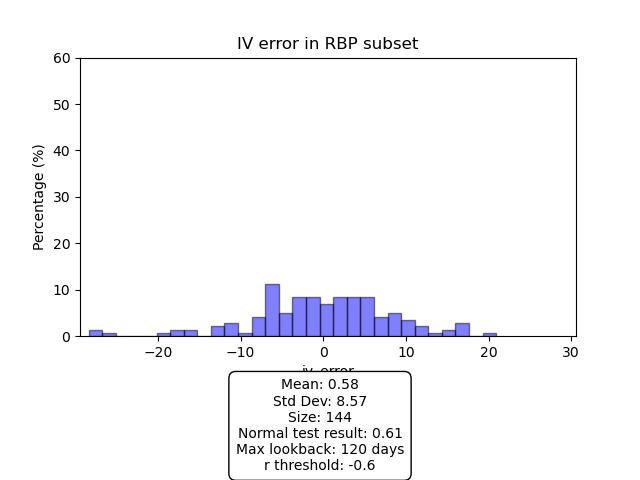 IV error in RBP subset
60
50
40
30
20
10
0
Percentage (%)
−20
−10
0
10
20
30
iv_error
Mean: 0.58
Std Dev: 8.57
Size: 144
Normal test result: 0.61
Max lookback: 120 days
r threshold: -0.6